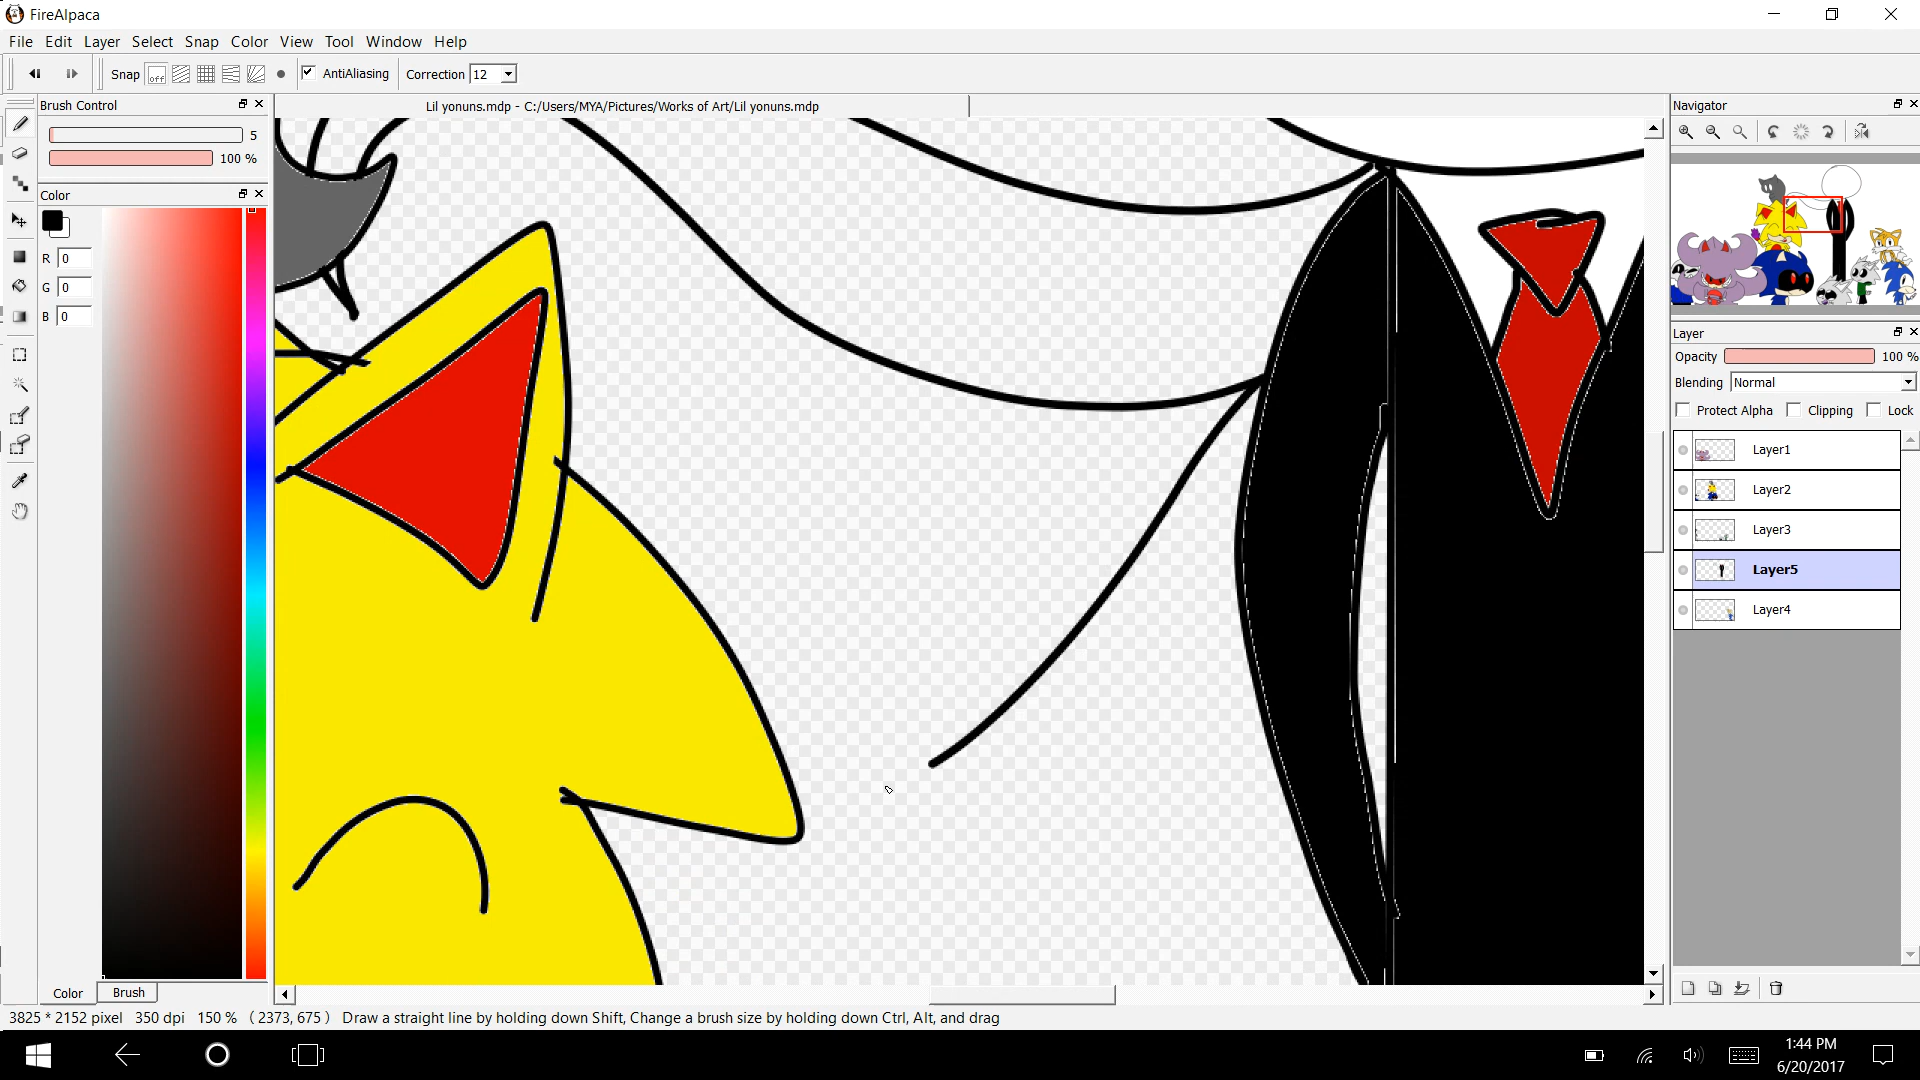 FireAlpaca
File Edit Layer Select Snap Color View Tool Window Help
Snap off AntiAliasing Correction 12
Brush Control
5
100 %
Color
R 0
G 0
B 0
Color Brush
Lil yonuns.mdp - C:/Users/MYA/Pictures/Works of Art/Lil yonuns.mdp
Navigator
Layer
Opacity 100 %
Blending Normal
Protect Alpha Clipping Lock
Layer1
Layer2
Layer3
Layer5
Layer4
3825 * 2152 pixel 350 dpi 150 % ( 2373, 675 ) Draw a straight line by holding down Shift, Change a brush size by holding down Ctrl, Alt, and drag
1:44 PM
6/20/2017